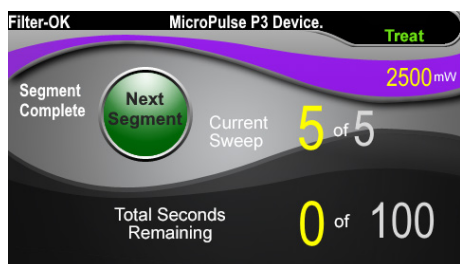 Filter-OK MicroPulse P3 Device.
Treat
2500mW
Segment
Complete
Next
Segment
Current
Sweep
5 of 5
Total Seconds
Remaining
0 of 100